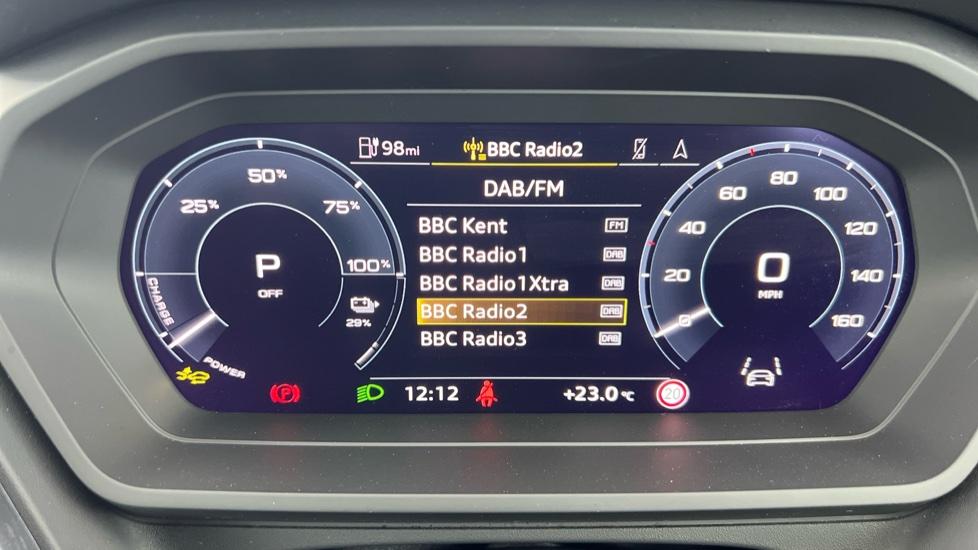 98mi
BBC Radio2
DAB/FM
BBC Kent FM
BBC Radio1 DAB
BBC Radio1Xtra DAB
BBC Radio2 DAB
BBC Radio3 DAB
25%
50%
75%
100%
P
OFF
CHARGE
POWER
29%
0
20
40
60
80
100
120
140
160
0
MPH
P
12:12
+23.0°C
20